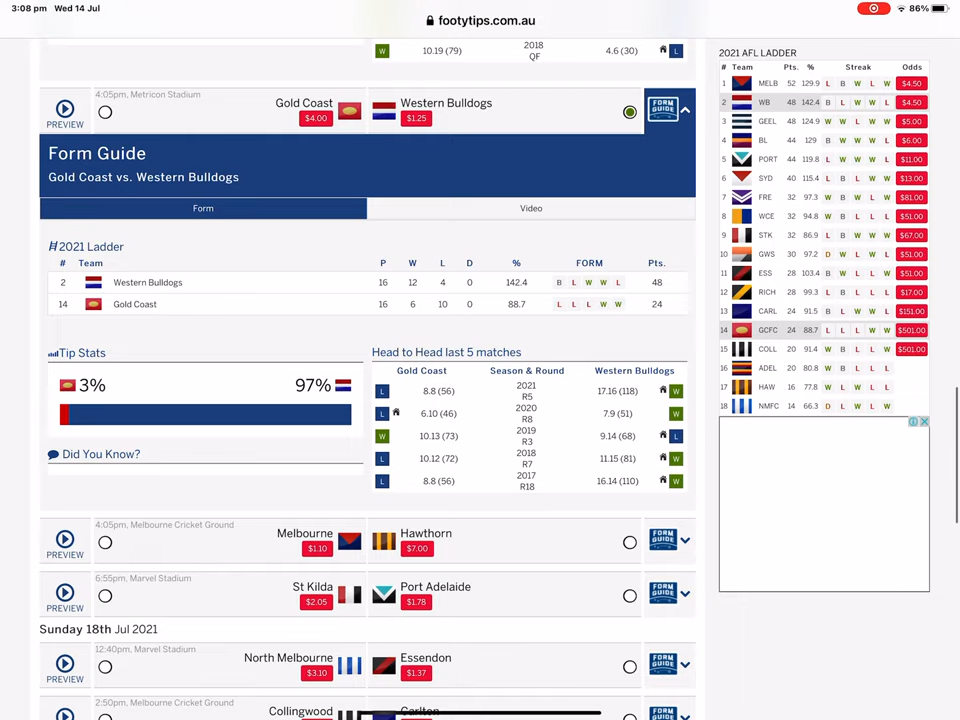 3:08 pm Wed 14 Jul
86%
footytips.com.au
W 10.19 (79) 2018 QF 4.6 (30) L
4:05pm, Metricon Stadium
PREVIEW
Gold Coast $4.00 Western Bulldogs $1.25
FORM GUIDE
Form Guide
Gold Coast vs. Western Bulldogs
Form Video
2021 Ladder
# Team P W L D % FORM Pts.
2 Western Bulldogs 16 12 4 0 142.4 B L W W L 48
14 Gold Coast 16 6 10 0 88.7 L L L W W 24
Tip Stats
3% 97%
Did You Know?
Head to Head last 5 matches
Gold Coast Season & Round Western Bulldogs
L 8.8 (56) 2021 R5 17.16 (118) W
L 6.10 (46) 2020 R8 7.9 (51) W
W 10.13 (73) 2019 R3 9.14 (68) L
L 10.12 (72) 2018 R7 11.15 (81) W
L 8.8 (56) 2017 R18 16.14 (110) W
4:05pm, Melbourne Cricket Ground
PREVIEW
Melbourne $1.10 Hawthorn $7.00
FORM GUIDE
6:55pm, Marvel Stadium
PREVIEW
St Kilda $2.05 Port Adelaide $1.78
FORM GUIDE
Sunday 18th Jul 2021
12:40pm, Marvel Stadium
PREVIEW
North Melbourne $3.10 Essendon $1.37
FORM GUIDE
2:50pm, Melbourne Cricket Ground
Collingwood Carlton
FORM GUIDE
2021 AFL LADDER
# Team Pts. % Streak Odds
1 MELB 52 129.9 L B W L W $4.50
2 WB 48 142.4 B L W W L $4.50
3 GEEL 48 124.9 W W L W W $5.00
4 BL 44 129 B W W W L $6.00
5 PORT 44 119.8 L W W L W $11.00
6 SYD 40 115.4 L B L W W $13.00
7 FRE 32 97.3 W B W L W $81.00
8 WCE 32 94.8 W B L L L $51.00
9 STK 32 86.9 L B W W W $67.00
10 GWS 30 97.2 D W L W L $51.00
11 ESS 28 103.4 B W L L W $51.00
12 RICH 28 99.3 L B L L L $17.00
13 CARL 24 91.5 B L W W L $151.00
14 GCFC 24 88.7 L L L W W $501.00
15 COLL 20 91.4 W B L L W $501.00
16 ADEL 20 80.8 W B L L L
17 HAW 16 77.8 W L W L L
18 NMFC 14 66.3 D L W L W